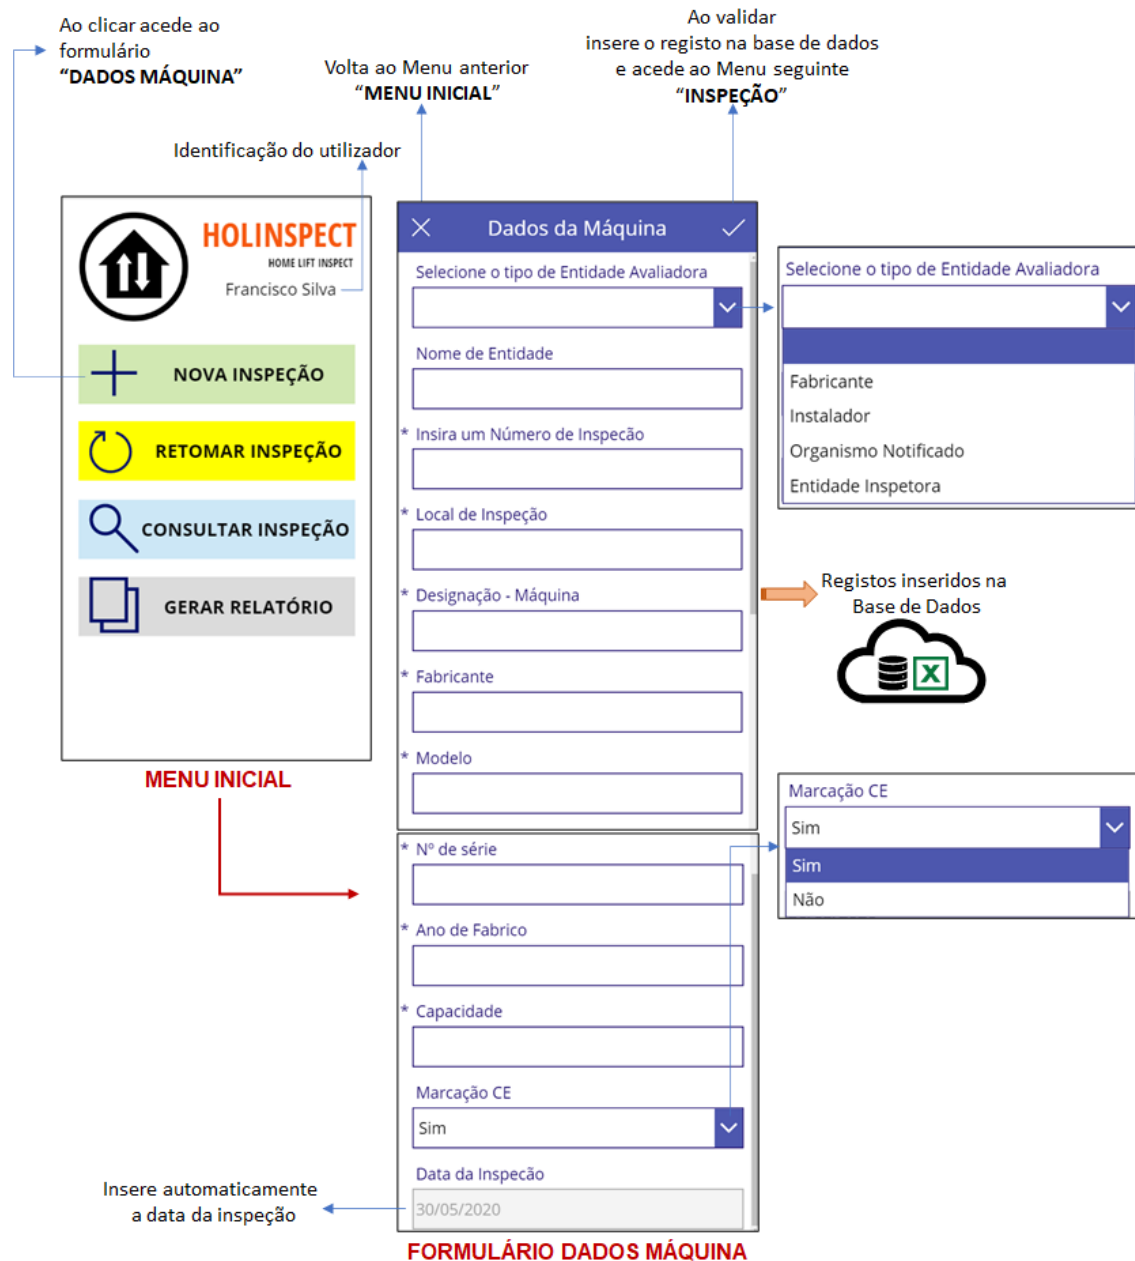 Ao clicar acede ao
formulário
“DADOS MÁQUINA”
Volta ao Menu anterior
“MENU INICIAL”
Ao validar
insere o registo na base de dados
e acede ao Menu seguinte
“INSPEÇÃO”
Identificação do utilizador
HOLINSPECT
HOME LIFT INSPECT
Francisco Silva
NOVA INSPEÇÃO
RETOMAR INSPEÇÃO
CONSULTAR INSPEÇÃO
GERAR RELATÓRIO
MENU INICIAL
Dados da Máquina
Selecione o tipo de Entidade Avaliadora
Nome de Entidade
* Insira um Número de Inspecão
* Local de Inspeção
* Designação - Máquina
* Fabricante
* Modelo
* Nº de série
* Ano de Fabrico
* Capacidade
Marcação CE
Sim
Data da Inspecão
30/05/2020
FORMULÁRIO DADOS MÁQUINA
Insere automaticamente
a data da inspeção
Selecione o tipo de Entidade Avaliadora
Fabricante
Instalador
Organismo Notificado
Entidade Inspetora
Registos inseridos na
Base de Dados
X
Marcação CE
Sim
Sim
Não